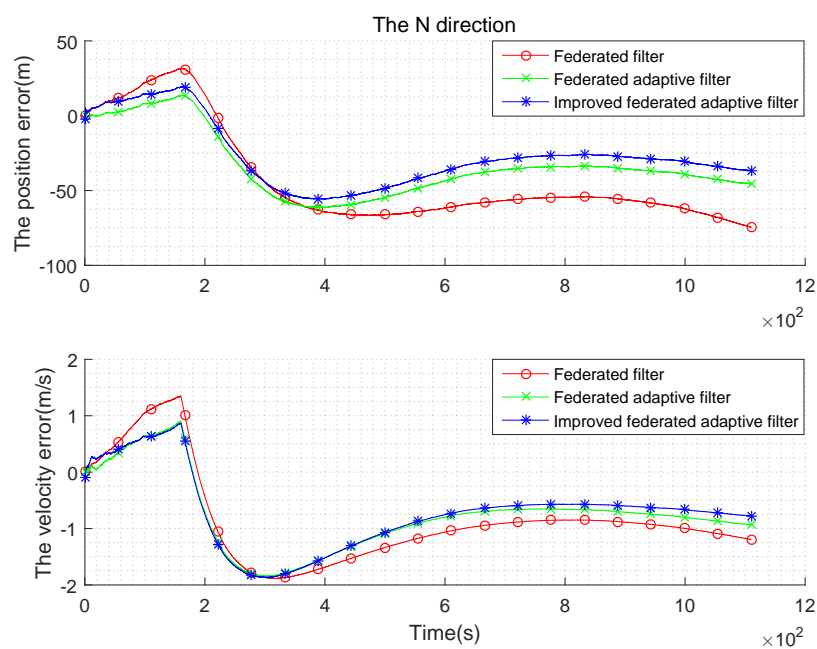 The N direction
The position error(m)
50
0
-50
-100
Federated filter
Federated adaptive filter
Improved federated adaptive filter
0 2 4 6 8 10 12
×10²
The velocity error(m/s)
2
1
0
-1
-2
Federated filter
Federated adaptive filter
Improved federated adaptive filter
0 2 4 6 8 10 12
Time(s)
×10²